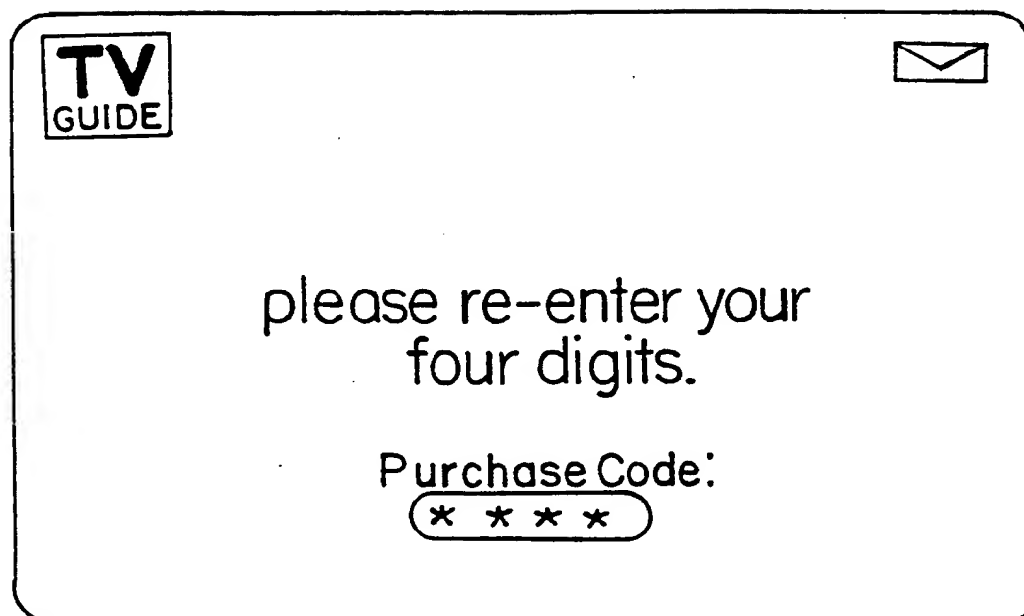 TV
GUIDE
please re-enter your
four digits.
Purchase Code:
* * * *